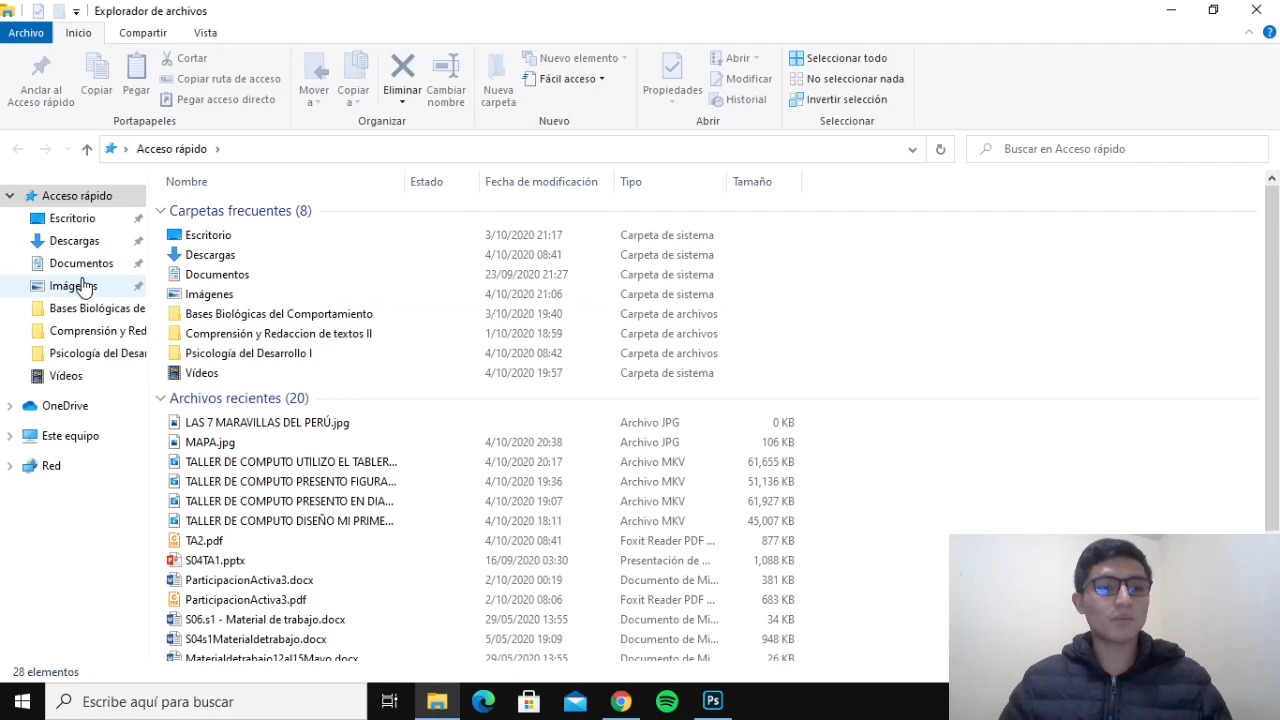 Explorador de archivos
Archivo Inicio Compartir Vista
Anclar al Acceso rápido
Copiar
Pegar
Cortar
Copiar ruta de acceso
Pegar acceso directo
Portapapeles
Mover a
Copiar a
Eliminar
Cambiar nombre
Organizar
Nueva carpeta
Nuevo elemento
Fácil acceso
Nuevo
Propiedades
Abrir
Modificar
Historial
Abrir
Seleccionar todo
No seleccionar nada
Invertir selección
Seleccionar
Acceso rápido
Buscar en Acceso rápido
Acceso rápido
Escritorio
Descargas
Documentos
Imágenes
Bases Biológicas de
Comprensión y Red
Psicología del Desar
Vídeos
OneDrive
Este equipo
Red
Nombre Estado Fecha de modificación Tipo Tamaño
Carpetas frecuentes (8)
Escritorio 3/10/2020 21:17 Carpeta de sistema
Descargas 4/10/2020 08:41 Carpeta de sistema
Documentos 23/09/2020 21:27 Carpeta de sistema
Imágenes 4/10/2020 21:06 Carpeta de sistema
Bases Biológicas del Comportamiento 3/10/2020 19:40 Carpeta de archivos
Comprensión y Redaccion de textos II 1/10/2020 18:59 Carpeta de archivos
Psicología del Desarrollo I 4/10/2020 08:42 Carpeta de archivos
Vídeos 4/10/2020 19:57 Carpeta de sistema
Archivos recientes (20)
LAS 7 MARAVILLAS DEL PERÚ.jpg Archivo JPG 0 KB
MAPA.jpg 4/10/2020 20:38 Archivo JPG 106 KB
TALLER DE COMPUTO UTILIZO EL TABLER... 4/10/2020 20:17 Archivo MKV 61,655 KB
TALLER DE COMPUTO PRESENTO FIGURA... 4/10/2020 19:36 Archivo MKV 51,136 KB
TALLER DE COMPUTO PRESENTO EN DIA... 4/10/2020 19:07 Archivo MKV 61,927 KB
TALLER DE COMPUTO DISEÑO MI PRIME... 4/10/2020 18:11 Archivo MKV 45,007 KB
TA2.pdf 4/10/2020 08:41 Foxit Reader PDF ... 877 KB
S04TA1.pptx 16/09/2020 03:30 Presentación de ... 1,088 KB
ParticipacionActiva3.docx 2/10/2020 00:19 Documento de Mi... 381 KB
ParticipacionActiva3.pdf 2/10/2020 08:06 Foxit Reader PDF ... 683 KB
S06.s1 - Material de trabajo.docx 29/05/2020 13:55 Documento de Mi... 34 KB
S04s1Materialdetrabajo.docx 5/05/2020 19:09 Documento de Mi... 948 KB
Materialdetrabajo12al15Mayo.docx 29/05/2020 13:55 Documento de Mi... 26 KB
28 elementos
Escribe aquí para buscar
Ps